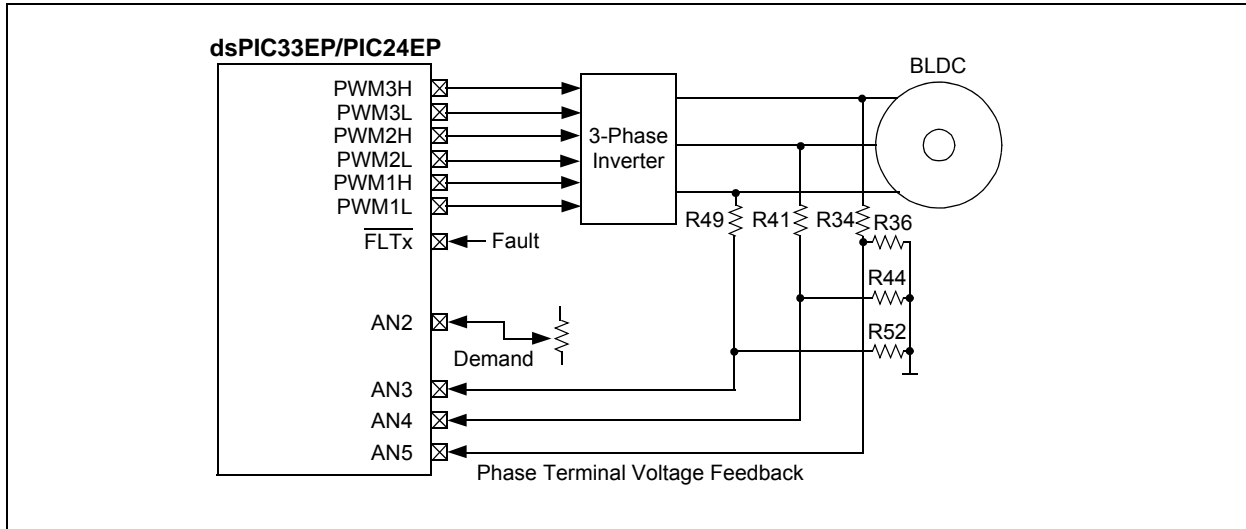 dsPIC33EP/PIC24EP
BLDC
PWM3H
PWM3L
PWM2H
PWM2L
PWM1H
PWM1L
3-Phase
Inverter
R49
R41
R34
R36
FLTx
Fault
R44
AN2
Demand
R52
AN3
AN4
AN5
Phase Terminal Voltage Feedback